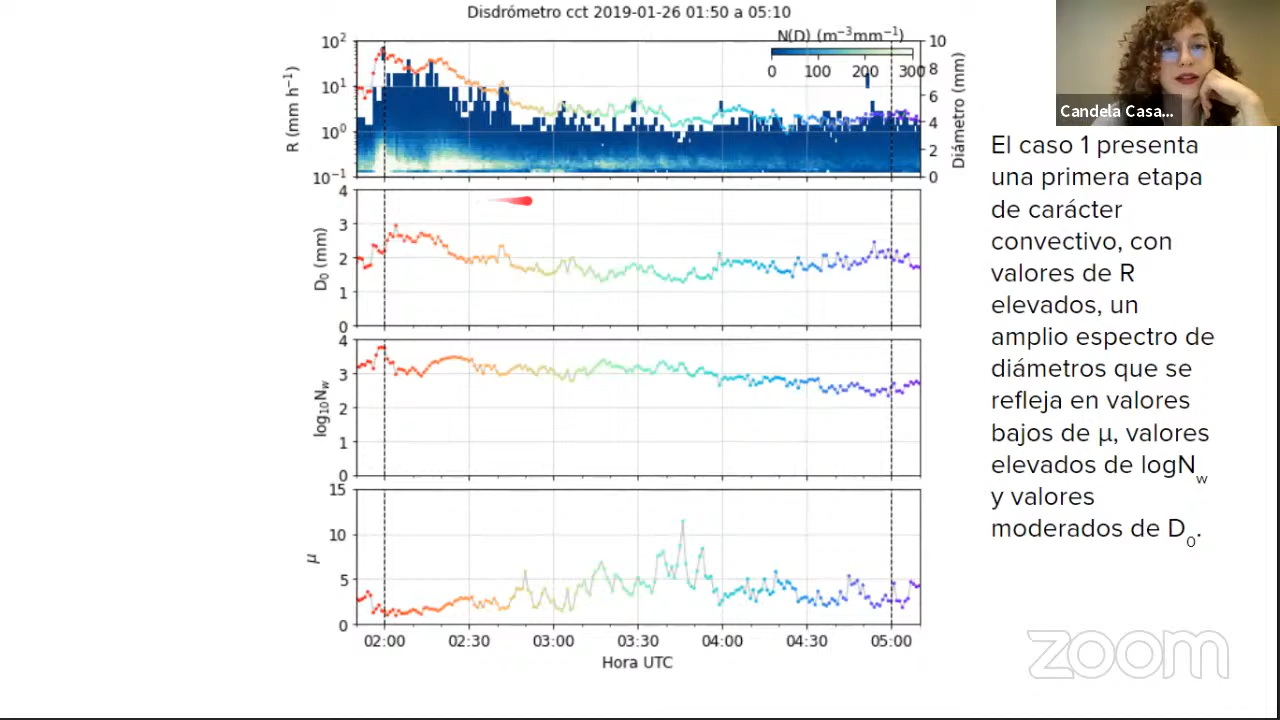 Disdrómetro cct 2019-01-26 01:50 a 05:10
N(D) (m⁻³mm⁻¹)
0 100 200 300
R (mm h⁻¹)
10²
10¹
10⁰
10⁻¹
10
8
6
4
2
0
Diámetro (mm)
D₀ (mm)
4
3
2
1
0
log₁₀N_w
4
3
2
1
0
μ
15
10
5
0
02:00 02:30 03:00 03:30 04:00 04:30 05:00
Hora UTC
Candela Casa...
El caso 1 presenta
una primera etapa
de carácter
convectivo, con
valores de R
elevados, un
amplio espectro de
diámetros que se
refleja en valores
bajos de μ, valores
elevados de logN_w
y valores
moderados de D₀.
zoom